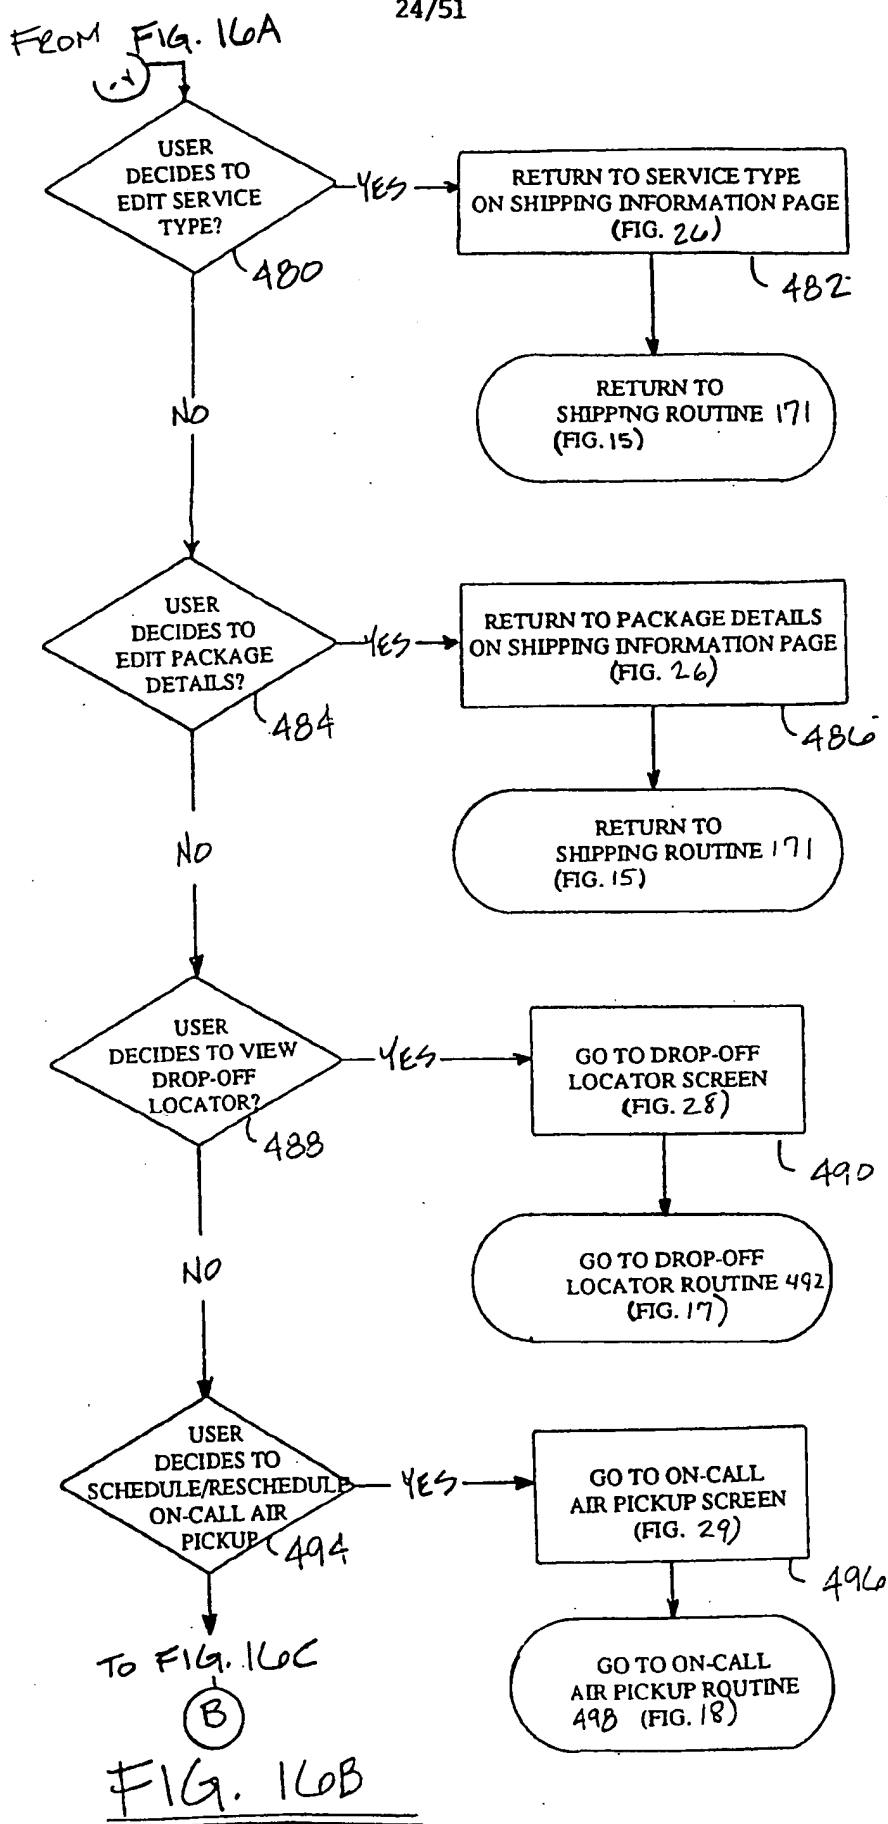 24/51
FROM FIG. 16A
USER
DECIDES TO
EDIT SERVICE
TYPE?
480
YES
RETURN TO SERVICE TYPE
ON SHIPPING INFORMATION PAGE
(FIG. 26)
482
RETURN TO
SHIPPING ROUTINE 171
(FIG. 15)
NO
USER
DECIDES TO
EDIT PACKAGE
DETAILS?
484
YES
RETURN TO PACKAGE DETAILS
ON SHIPPING INFORMATION PAGE
(FIG. 26)
486
RETURN TO
SHIPPING ROUTINE 171
(FIG. 15)
NO
USER
DECIDES TO VIEW
DROP-OFF
LOCATOR?
488
YES
GO TO DROP-OFF
LOCATOR SCREEN
(FIG. 28)
490
GO TO DROP-OFF
LOCATOR ROUTINE 492
(FIG. 17)
NO
USER
DECIDES TO
SCHEDULE/RESCHEDULE
ON-CALL AIR
PICKUP
494
YES
GO TO ON-CALL
AIR PICKUP SCREEN
(FIG. 29)
496
GO TO ON-CALL
AIR PICKUP ROUTINE
498 (FIG. 18)
TO FIG. 16C
B
FIG. 16B